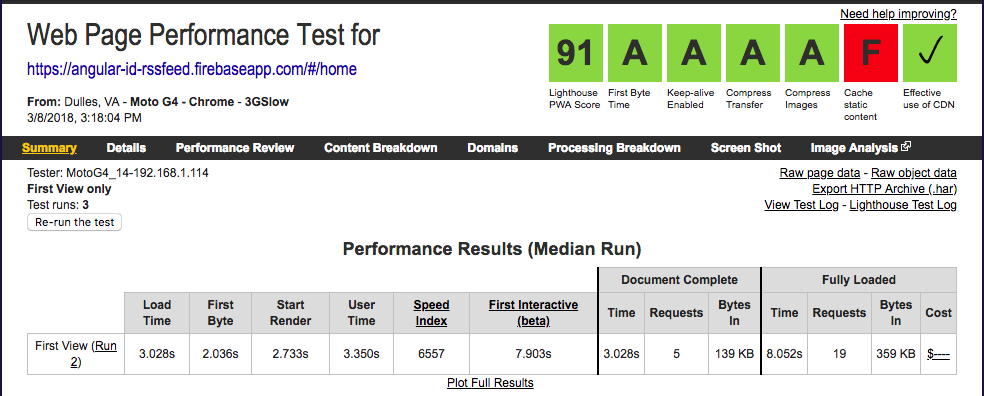 Need help improving?
Web Page Performance Test for
https://angular-id-rssfeed.firebaseapp.com/#/home
From: Dulles, VA - Moto G4 - Chrome - 3GSlow
3/8/2018, 3:18:04 PM
91 A A A A F ✓
Lighthouse PWA Score
First Byte Time
Keep-alive Enabled
Compress Transfer
Compress Images
Cache static content
Effective use of CDN
Summary Details Performance Review Content Breakdown Domains Processing Breakdown Screen Shot Image Analysis
Tester: MotoG4_14-192.168.1.114
First View only
Test runs: 3
Re-run the test
Raw page data - Raw object data
Export HTTP Archive (.har)
View Test Log - Lighthouse Test Log
Performance Results (Median Run)
Document Complete Fully Loaded
Load Time First Byte Start Render User Time Speed Index First Interactive (beta) Time Requests Bytes In Time Requests Bytes In Cost
First View (Run 2) 3.028s 2.036s 2.733s 3.350s 6557 7.903s 3.028s 5 139 KB 8.052s 19 359 KB $----
Plot Full Results